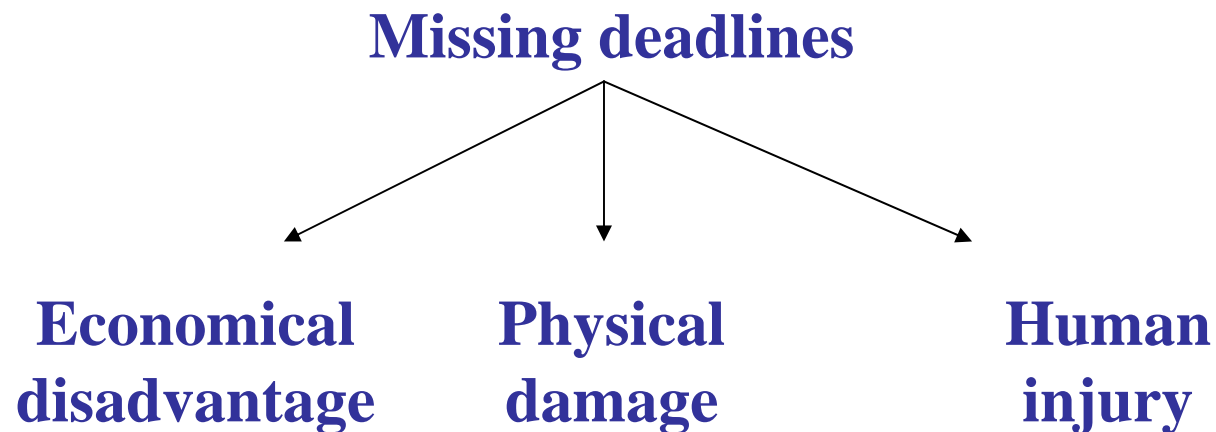 Missing deadlines
Economical disadvantage
Physical damage
Human injury